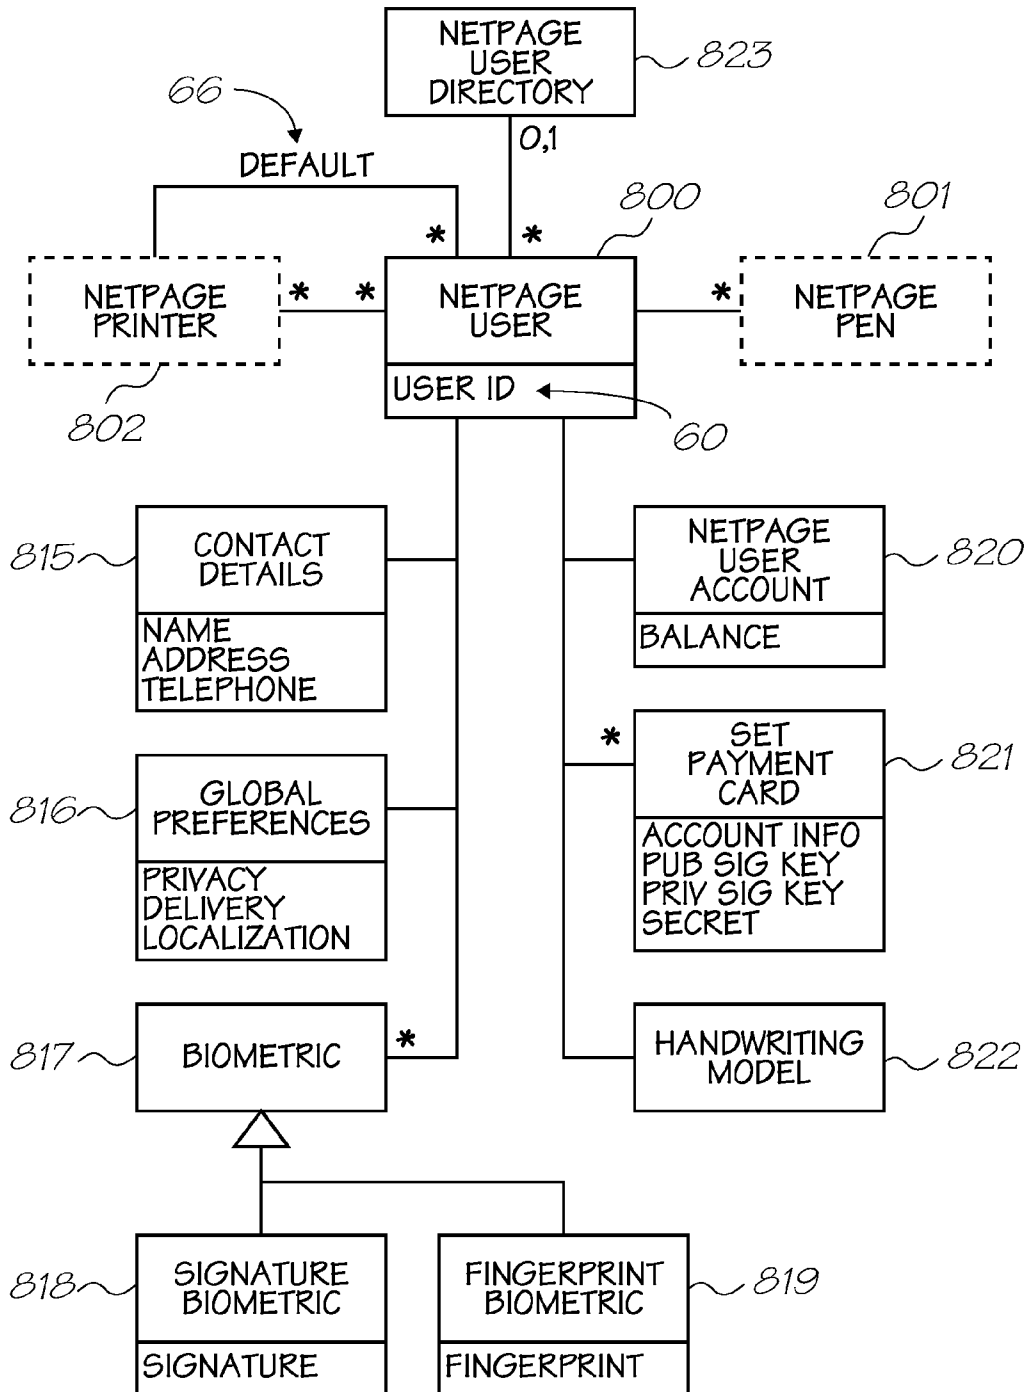 NETPAGE
USER
DIRECTORY
823
0,1
66
DEFAULT
*
*
800
801
NETPAGE
PRINTER
*
*
NETPAGE
USER
*
NETPAGE
PEN
802
USER ID
60
815
CONTACT
DETAILS
NAME
ADDRESS
TELEPHONE
NETPAGE
USER
ACCOUNT
820
BALANCE
816
GLOBAL
PREFERENCES
PRIVACY
DELIVERY
LOCALIZATION
*
SET
PAYMENT
CARD
821
ACCOUNT INFO
PUB SIG KEY
PRIV SIG KEY
SECRET
817
BIOMETRIC
*
HANDWRITING
MODEL
822
818
SIGNATURE
BIOMETRIC
SIGNATURE
FINGERPRINT
BIOMETRIC
819
FINGERPRINT